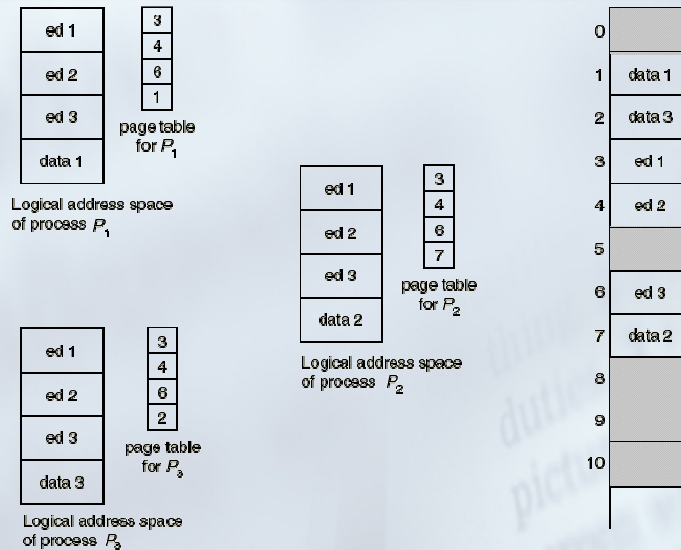 ed 1
ed 2
ed 3
data 1
Logical address space
of process P1
3
4
6
1
page table
for P1
ed 1
ed 2
ed 3
data 2
Logical address space
of process P2
3
4
6
7
page table
for P2
ed 1
ed 2
ed 3
data 3
Logical address space
of process P3
3
4
6
2
page table
for P3
0
1 data 1
2 data 3
3 ed 1
4 ed 2
5
6 ed 3
7 data 2
8
9
10